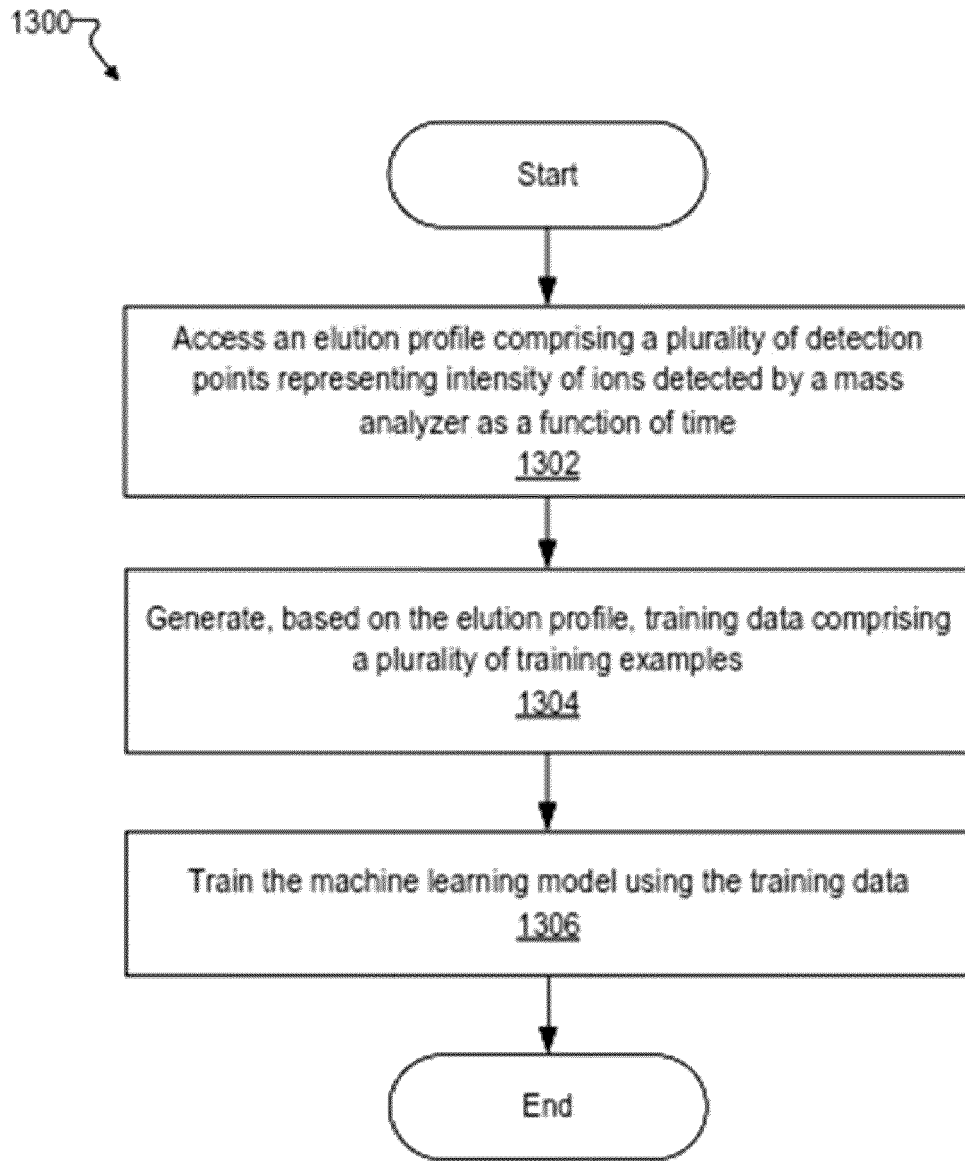 1300
Start
Access an elution profile comprising a plurality of detection
points representing intensity of ions detected by a mass
analyzer as a function of time
1302
Generate, based on the elution profile, training data comprising
a plurality of training examples
1304
Train the machine learning model using the training data
1306
End